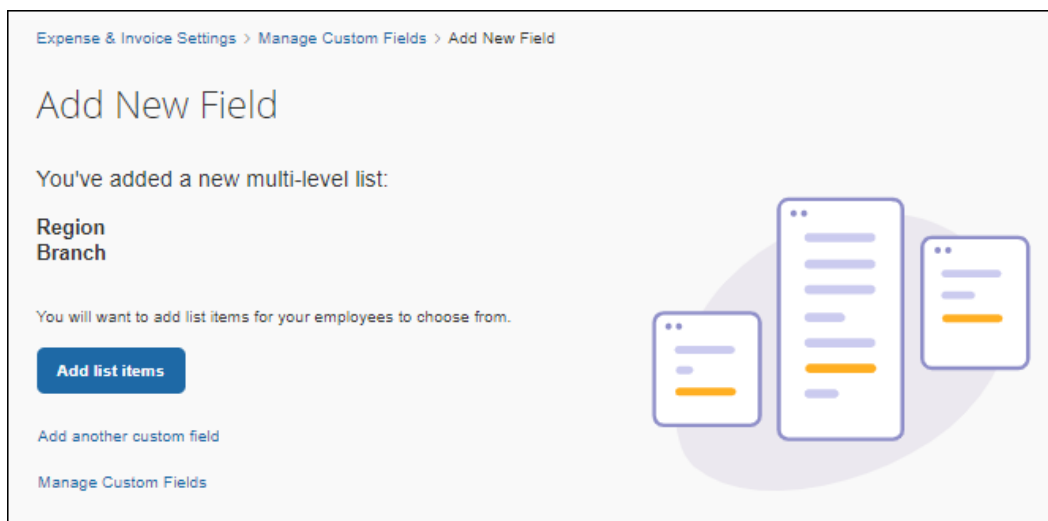 Expense & Invoice Settings > Manage Custom Fields > Add New Field
Add New Field
You've added a new multi-level list:
Region
Branch
You will want to add list items for your employees to choose from.
Add list items
Add another custom field
Manage Custom Fields